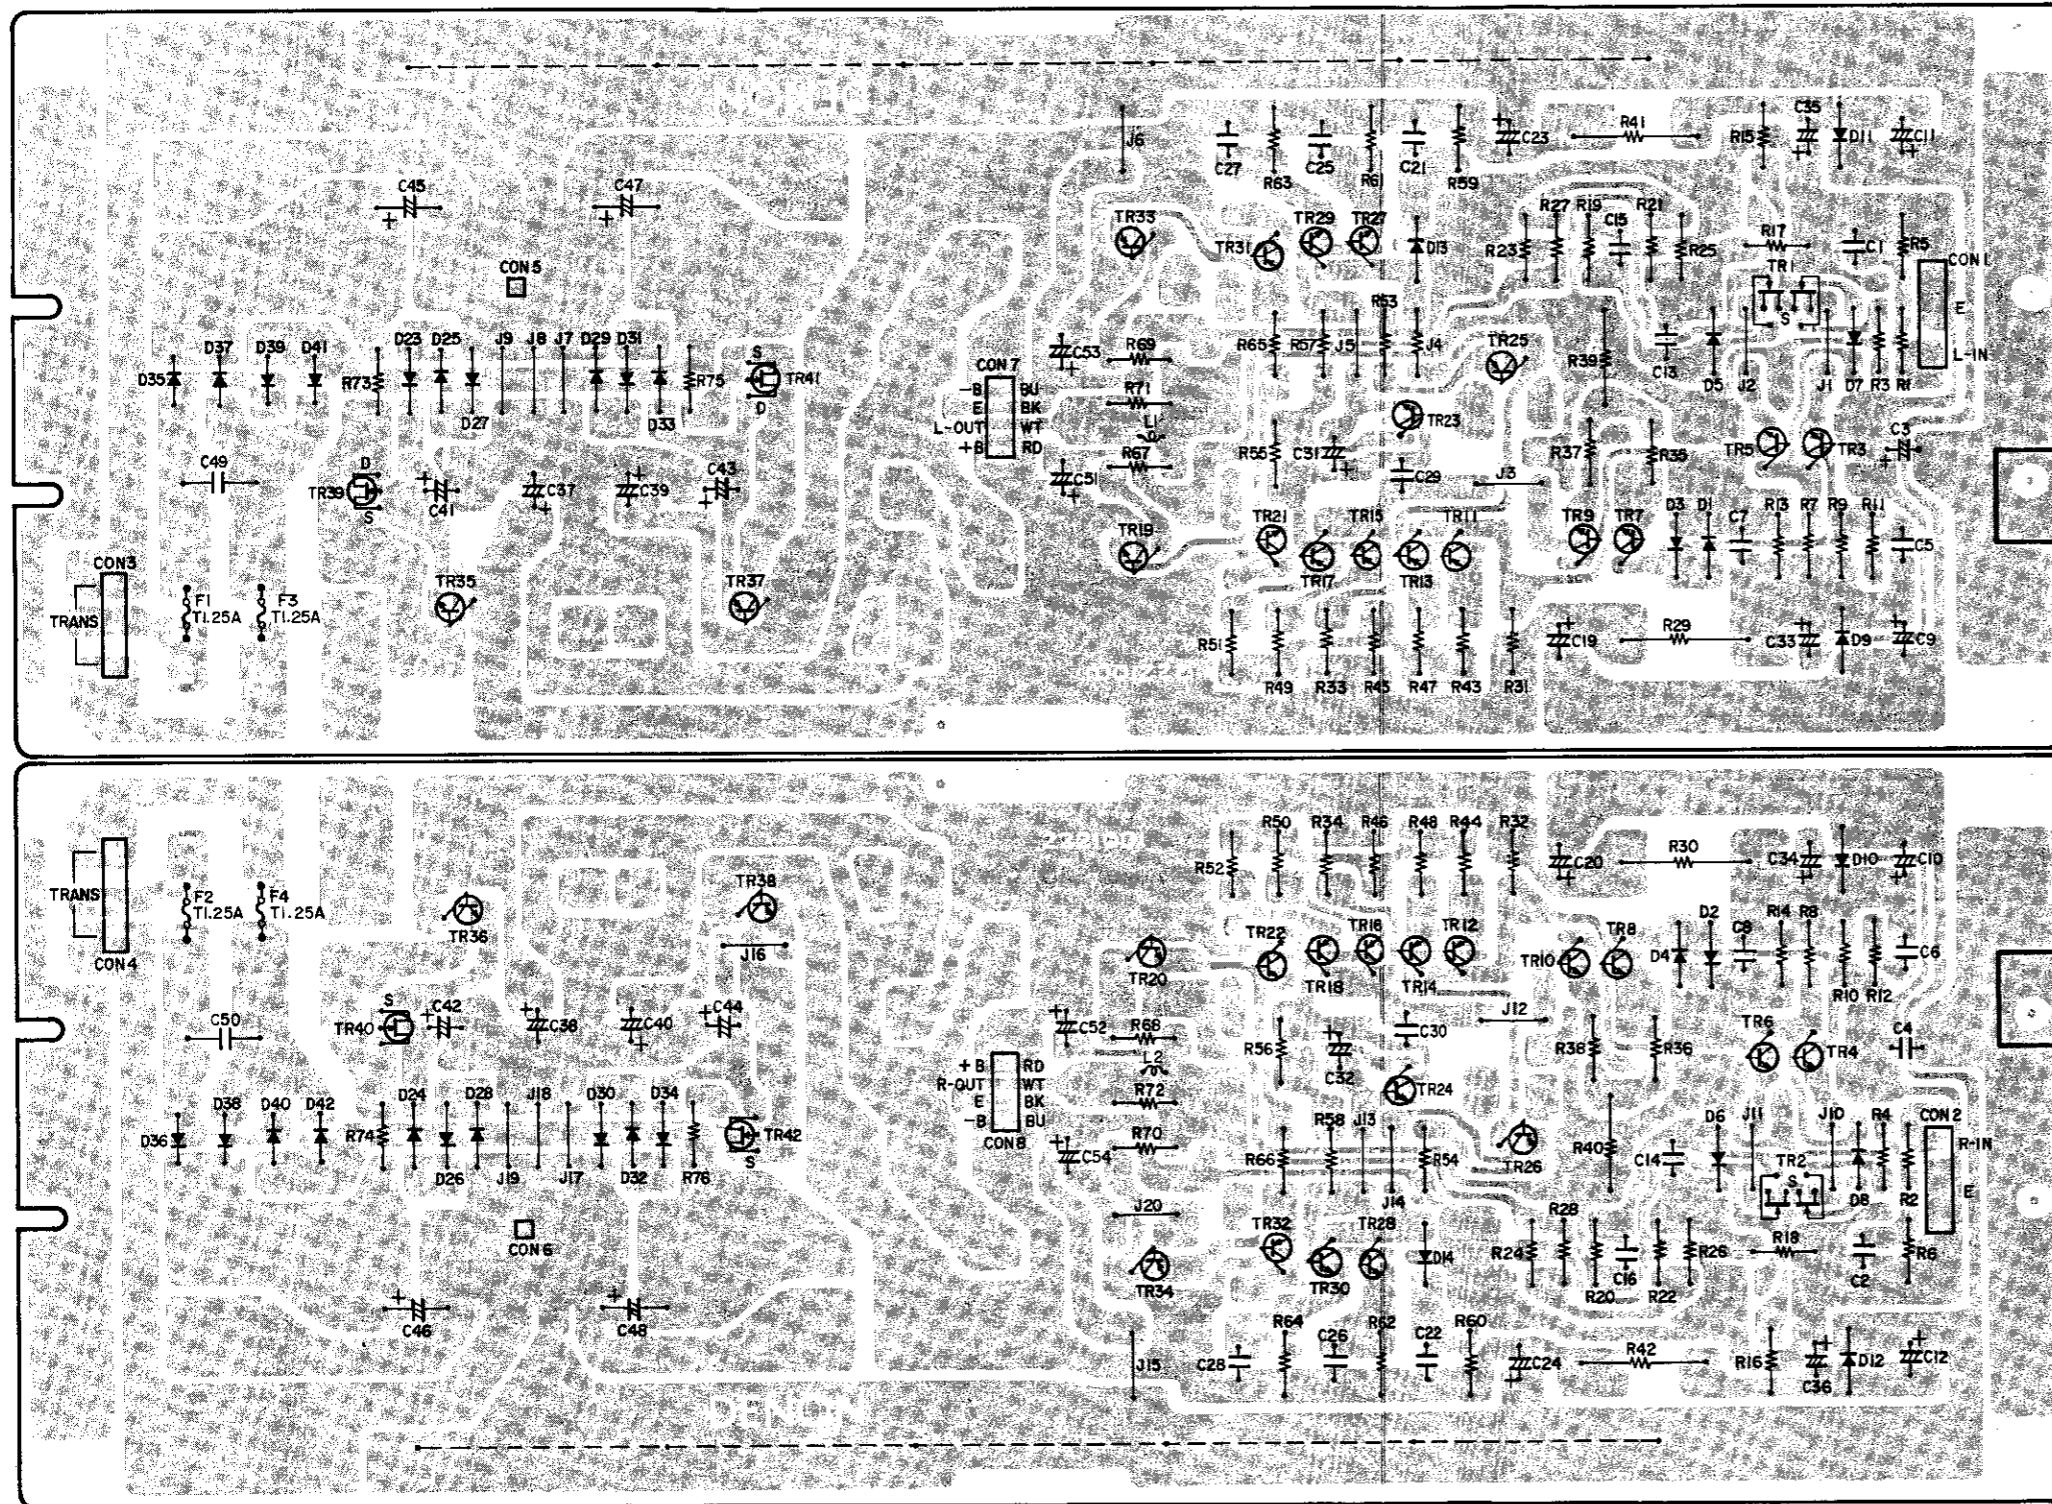 J6 C27 R63 C25 R61 C21 R59 C23 R41 R15 C35 D11 C11
C45 C47
TR33 TR31 TR29 TR27 D13 R23 R27 R19 C15 R21 R25 R17 C1 R5
CON5 TR1 S CON1
E
L-IN
D35 D37 D39 D41 R73 D23 D25 D27 J9 J8 J7 D29 D31 D33 R75 S TR41 D
C53 R69 R65 R57 J5 R53 J4 TR25 R39 C13 D5 J2 J1 D7 R3 R1
CON7
-B BU
E BK
L-OUT WT
+B RD
R71 L1 R67 C51 R55 C31 TR23 C29 J3 R37 R35 TR5 TR3 C3
C49 D TR39 S C41 C37 C39 C43
TR19 TR21 TR17 TR15 TR13 TR11 TR9 TR7 D3 D1 C7 R13 R7 R9 R11 C5
CON3
TRANS
F1
T1.25A
F3
T1.25A
TR35 TR37
R51 R49 R33 R45 R47 R43 R31 C19 R29 C33 D9 C9
R52 R50 R34 R46 R48 R44 R32 C20 R30 C34 D10 C10
TRANS
CON4
F2
T1.25A
F4
T1.25A
TR36 TR38 J16
TR20 TR22 TR18 TR16 TR14 TR12 TR10 TR8 D4 D2 C8 R14 R8 R10 R12 C6
C50 S TR40 C42 C38 C40 C44
C52 R68 L2 R72 R70 C54 R56 C32 C30 TR24 J12 R38 R36 TR6 TR4 C4
+B RD
R-OUT WT
E BK
-B BU
CON8
D36 D38 D40 D42 R74 D24 D26 D28 J19 J18 J17 D30 D32 D34 R76 TR42 S
R66 R58 J13 J14 R54 TR26 R40 C14 D6 J11 J10 D8 R4 R2
CON2
R-IN
E
TR2 S
CON6
J20 TR34 TR32 TR30 TR28 D14 R24 R28 R20 C16 R22 R26 R18 C2 R6
C46 C48
J15 C28 R64 C26 R62 C22 R60 C24 R42 R16 C36 D12 C12
DENON